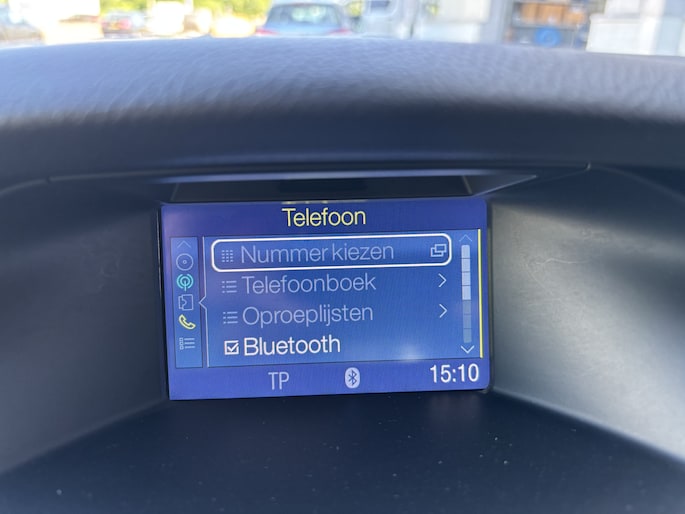 Telefoon
Nummer kiezen
Telefoonboek
Oproeplijsten
Bluetooth
TP 15:10